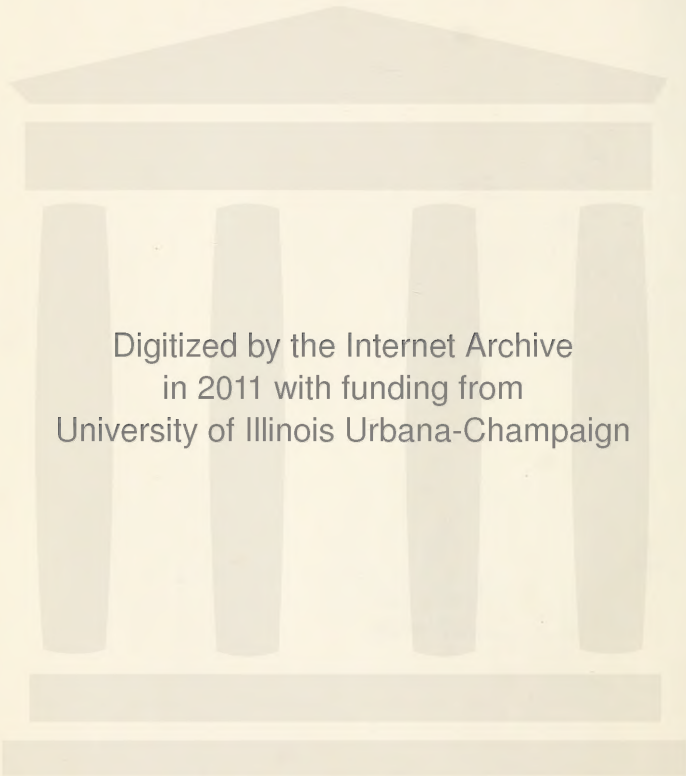 Digitized by the Internet Archive
in 2011 with funding from
University of Illinois Urbana-Champaign